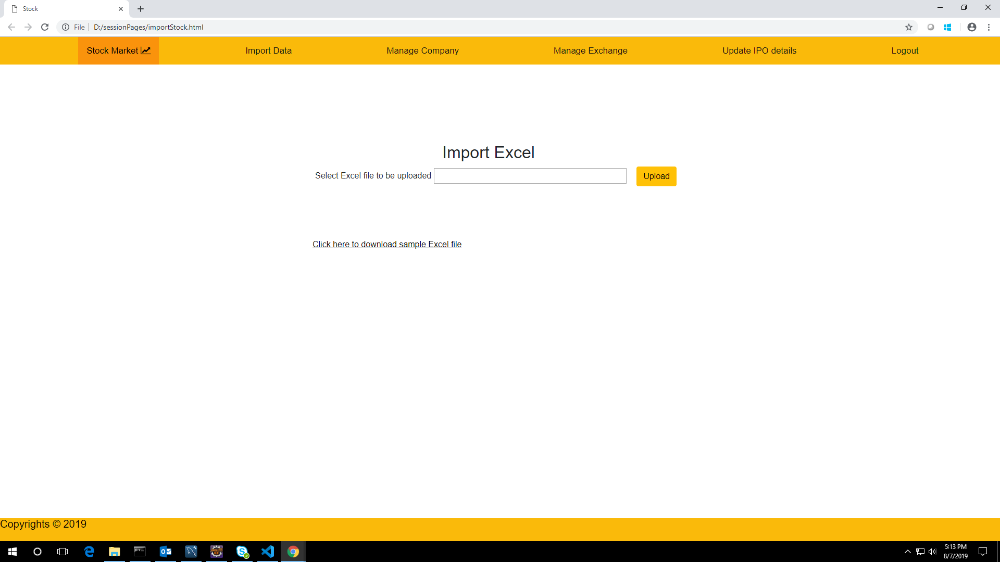 Stock
File
D:/sessionPages/importStock.html
Stock Market
Import Data
Manage Company
Manage Exchange
Update IPO details
Logout
Import Excel
Select Excel file to be uploaded
Upload
Click here to download sample Excel file
Copyrights © 2019
5:13 PM
8/7/2019